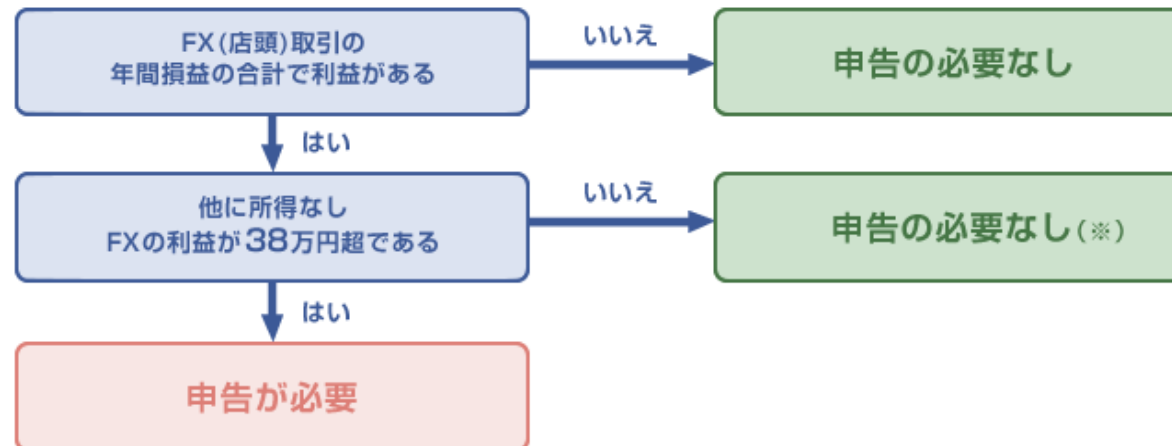 FX(店頭)取引の
年間損益の合計で利益がある
いいえ
申告の必要なし
はい
他に所得なし
FXの利益が38万円超である
いいえ
申告の必要なし(※)
はい
申告が必要